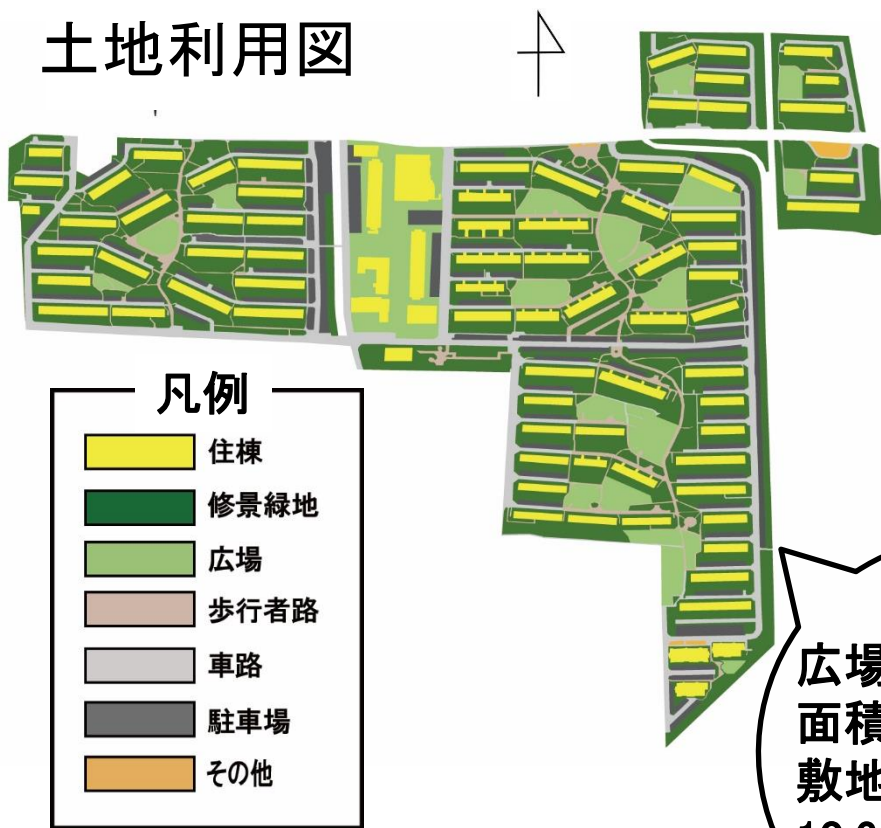 土地利用図
凡例
住棟
修景緑地
広場
歩行者路
車路
駐車場
その他
広場
面積
敷地